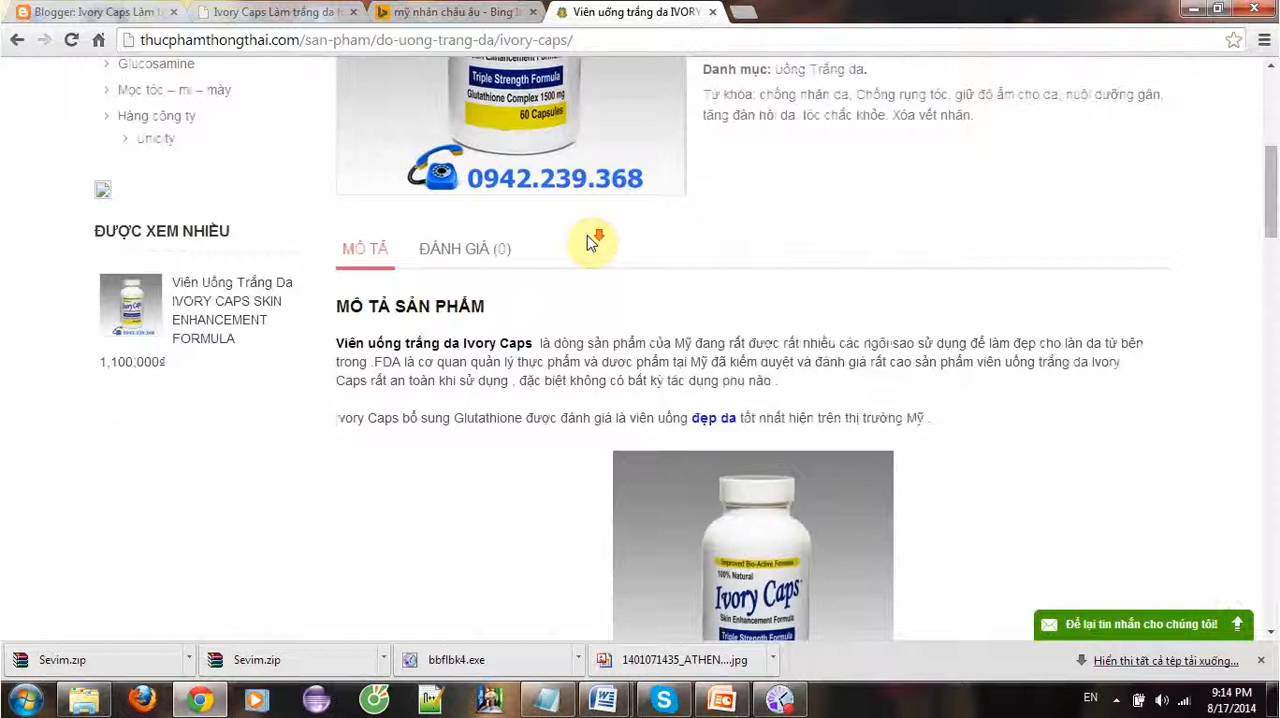 Blogger: Ivory Caps Làm t
Ivory Caps Làm trắng da t
mỹ nhân châu âu - Bing I
Viên uống trắng da IVORY
thucphamthongthai.com/san-pham/do-uong-trang-da/ivory-caps/
Glucosamine
Mọc tóc – mi – mày
Hàng công ty
Unicity
Skin Enhancement Formula
Triple Strength Formula
Glutathione Complex 1500 mg
60 Capsules
0942.239.368
Danh mục: Uống Trắng da.
Từ khóa: chống nhăn da, Chống rụng tóc, giữ độ ẩm cho da, nuôi dưỡng gân,
tăng đàn hồi da, tóc chắc khỏe, Xóa vết nhăn.
ĐƯỢC XEM NHIỀU
Viên Uống Trắng Da
IVORY CAPS SKIN
ENHANCEMENT
FORMULA
1,100,000₫
MÔ TẢ
ĐÁNH GIÁ (0)
MÔ TẢ SẢN PHẨM
Viên uống trắng da Ivory Caps là dòng sản phẩm của Mỹ đang rất được rất nhiều các ngôi sao sử dụng để làm đẹp cho làn da từ bên
trong .FDA là cơ quan quản lý thực phẩm và dược phẩm tại Mỹ đã kiểm duyệt và đánh giá rất cao sản phẩm viên uống trắng da Ivory
Caps rất an toàn khi sử dụng , đặc biệt không có bất kỳ tác dụng phụ nào .
Ivory Caps bổ sung Glutathione được đánh giá là viên uống đẹp da tốt nhất hiện trên thị trường Mỹ .
Improved Bio-Active Formula
100% Natural
Ivory Caps
Skin Enhancement Formula
Triple Strength Formula
Để lại tin nhắn cho chúng tôi!
Sevim.zip
Sevim.zip
bbflbk4.exe
1401071435_ATHEN....jpg
Hiển thị tất cả tệp tải xuống...
EN
9:14 PM
8/17/2014